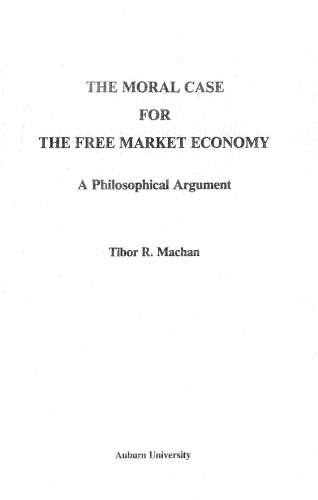 THE MORAL CASE
FOR
THE FREE MARKET ECONOMY
A Philosophical Argument
Tibor R. Machan
Auburn University